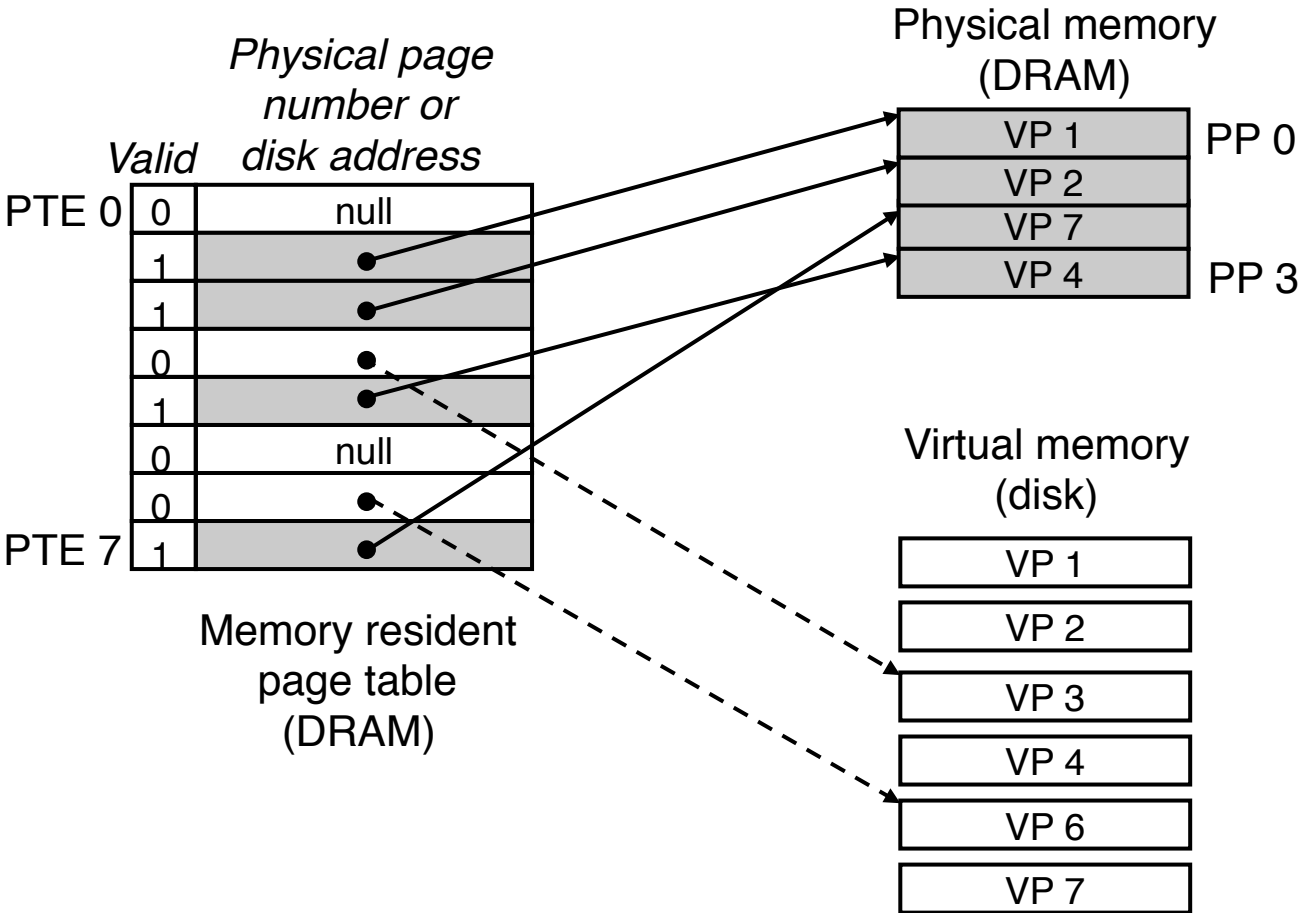 Physical page
number or
disk address
Valid
PTE 0
0
null
1
1
0
1
0
null
0
PTE 7
1
Memory resident
page table
(DRAM)
Physical memory
(DRAM)
VP 1
PP 0
VP 2
VP 7
VP 4
PP 3
Virtual memory
(disk)
VP 1
VP 2
VP 3
VP 4
VP 6
VP 7